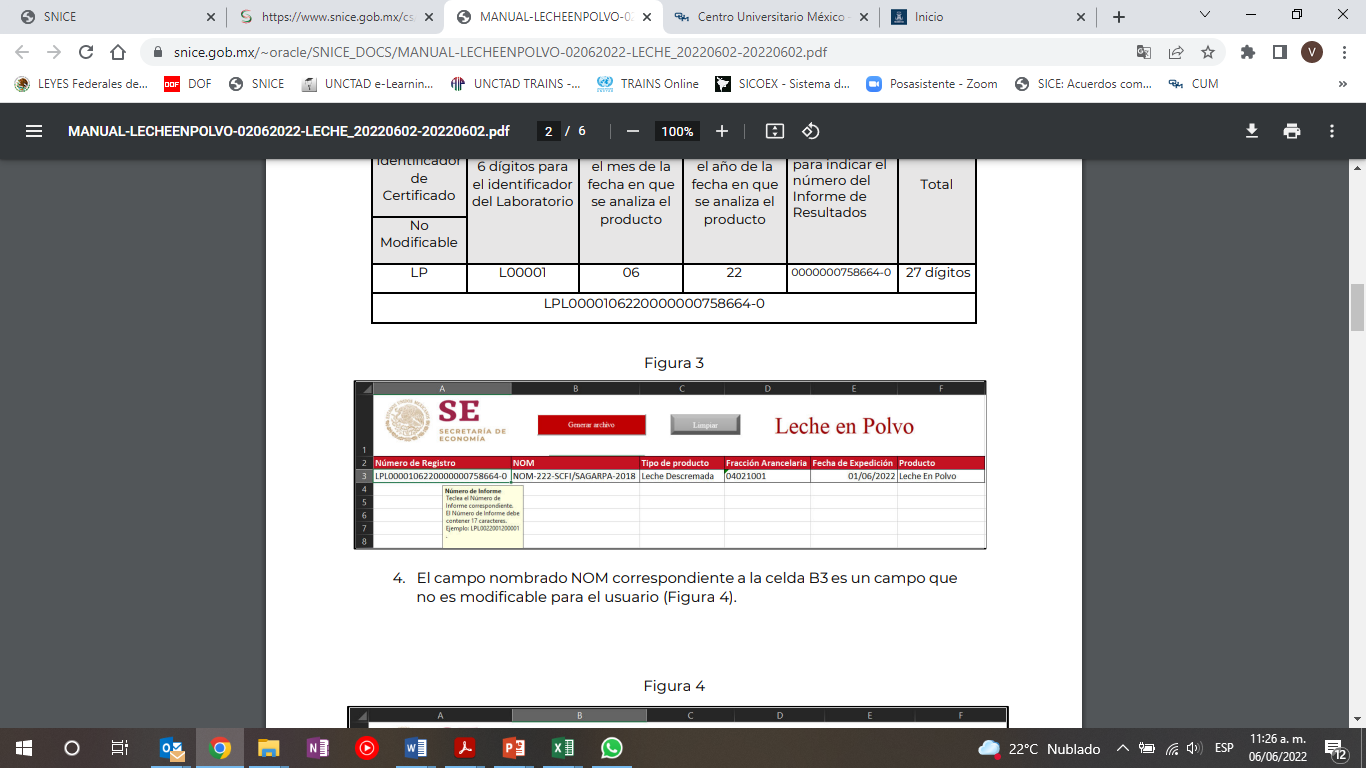 SNICE
https://www.snice.gob.mx/cs
MANUAL-LECHEENPOLVO-02
Centro Universitario México
Inicio
snice.gob.mx/~oracle/SNICE_DOCS/MANUAL-LECHEENPOLVO-02062022-LECHE_20220602-20220602.pdf
V
LEYES Federales de...
DOF
DOF
SNICE
UNCTAD e-Learnin...
UNCTAD TRAINS -...
TRAINS Online
SICOEX - Sistema d...
Posasistente - Zoom
SICE: Acuerdos com...
CUM
»
MANUAL-LECHEENPOLVO-02062022-LECHE_20220602-20220602.pdf
2 / 6
100%
Identificador
de
Certificado
No
Modificable
6 dígitos para
el identificador
del Laboratorio
el mes de la
fecha en que
se analiza el
producto
el año de la
fecha en que
se analiza el
producto
para indicar el
número del
Informe de
Resultados
Total
LP L00001 06 22 0000000758664-0 27 dígitos
LPL0000106220000000758664-0
Figura 3
A B C D E F
SE
SECRETARÍA DE
ECONOMÍA
Generar archivo
Limpiar
Leche en Polvo
1
2 Número de Registro NOM Tipo de producto Fracción Arancelaria Fecha de Expedición Producto
3 LPL0000106220000000758664-0 NOM-222-SCFI/SAGARPA-2018 Leche Descremada 04021001 01/06/2022 Leche En Polvo
4
5
6
7
8
Número de Informe
Teclea el Número de
Informe correspondiente.
El Número de Informe debe
contener 17 caracteres.
Ejemplo: LPL0022001200001
.
4. El campo nombrado NOM correspondiente a la celda B3 es un campo que
no es modificable para el usuario (Figura 4).
Figura 4
A B C D E F
22°C Nublado
ESP
11:26 a. m.
06/06/2022
12